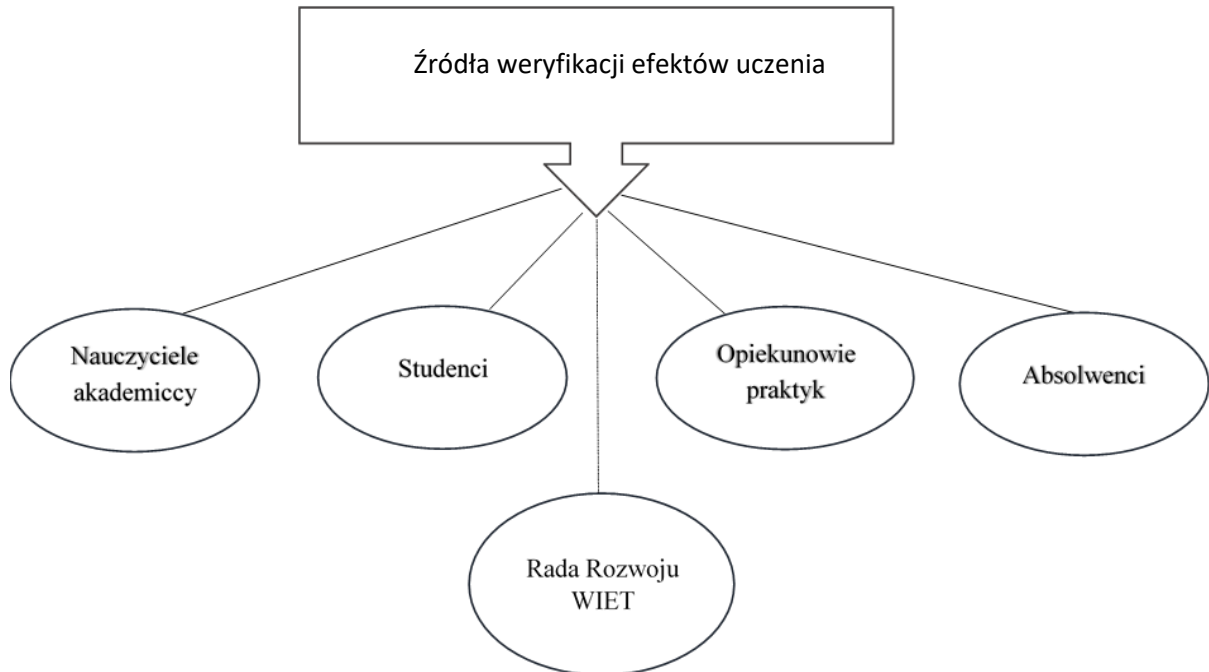 Źródła weryfikacji efektów uczenia
Nauczyciele
akademiccy
Studenci
Opiekunowie
praktyk
Absolwenci
Rada Rozwoju
WIET